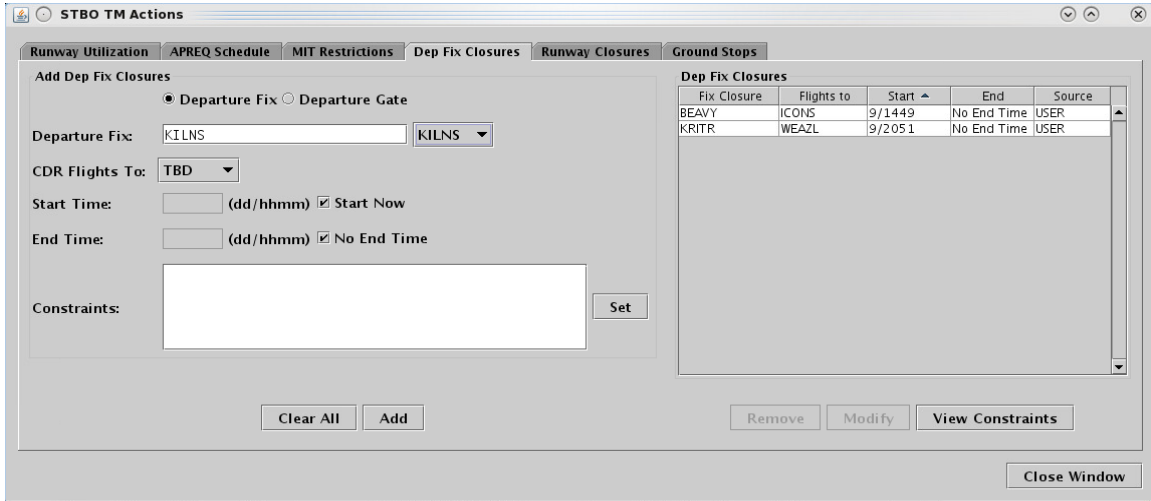 STBO TM Actions
Runway Utilization APREQ Schedule MIT Restrictions Dep Fix Closures Runway Closures Ground Stops
Add Dep Fix Closures
Departure Fix Departure Gate
Departure Fix: KILNS KILNS
CDR Flights To: TBD
Start Time: (dd/hhmm) Start Now
End Time: (dd/hhmm) No End Time
Constraints: Set
Clear All Add
Dep Fix Closures
Fix Closure Flights to Start End Source
BEAVY ICONS 9/1449 No End Time USER
KRITR WEAZL 9/2051 No End Time USER
Remove Modify View Constraints
Close Window